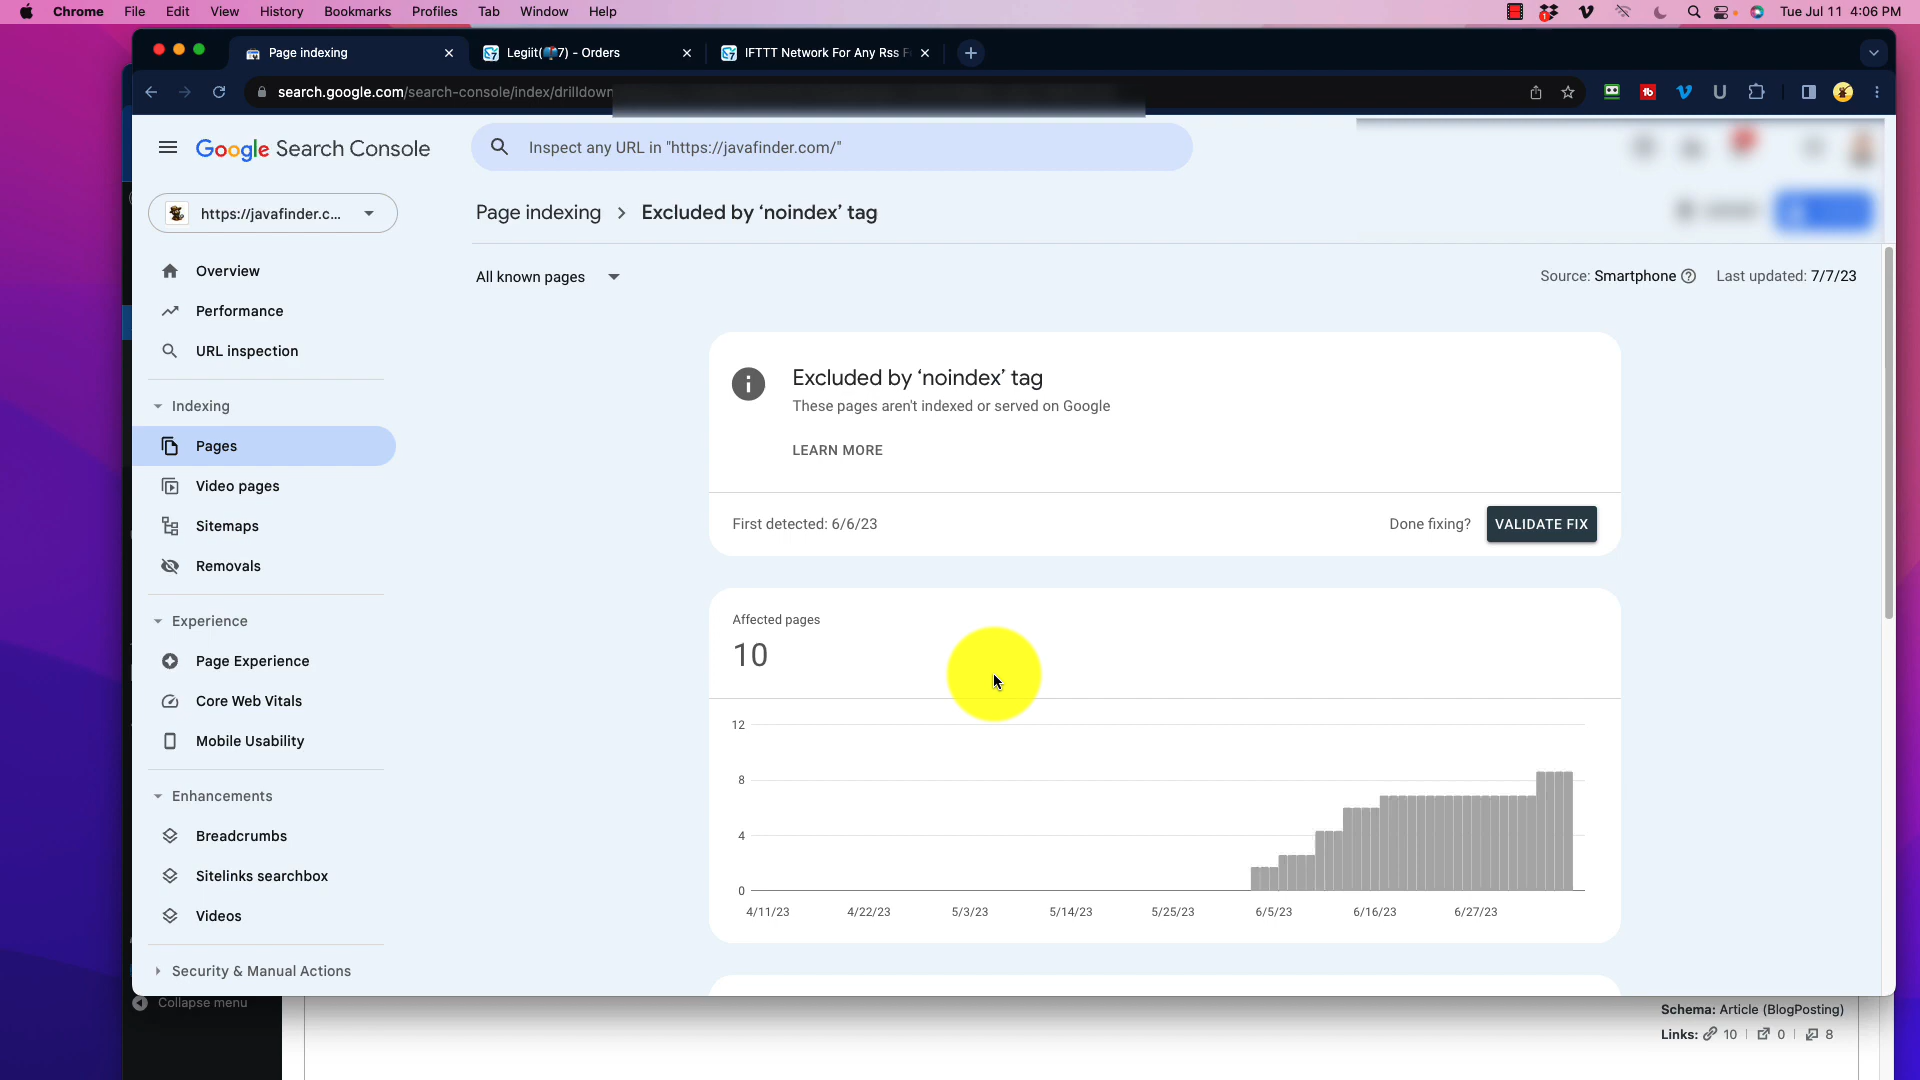 Chrome File Edit View History Bookmarks Profiles Tab Window Help
Tue Jul 11 4:06 PM
Page indexing
Legiit(📫7) - Orders
IFTTT Network For Any Rss F
search.google.com/search-console/index/drilldown
Google Search Console
Inspect any URL in "https://javafinder.com/"
https://javafinder.c...
Page indexing > Excluded by ‘noindex’ tag
All known pages
Source: Smartphone
Last updated: 7/7/23
Overview
Performance
URL inspection
Indexing
Pages
Video pages
Sitemaps
Removals
Experience
Page Experience
Core Web Vitals
Mobile Usability
Enhancements
Breadcrumbs
Sitelinks searchbox
Videos
Security & Manual Actions
Excluded by ‘noindex’ tag
These pages aren't indexed or served on Google
LEARN MORE
First detected: 6/6/23
Done fixing?
VALIDATE FIX
Affected pages
10
12
8
4
0
4/11/23 4/22/23 5/3/23 5/14/23 5/25/23 6/5/23 6/16/23 6/27/23
Collapse menu
Schema: Article (BlogPosting)
Links: 10 | 0 | 8